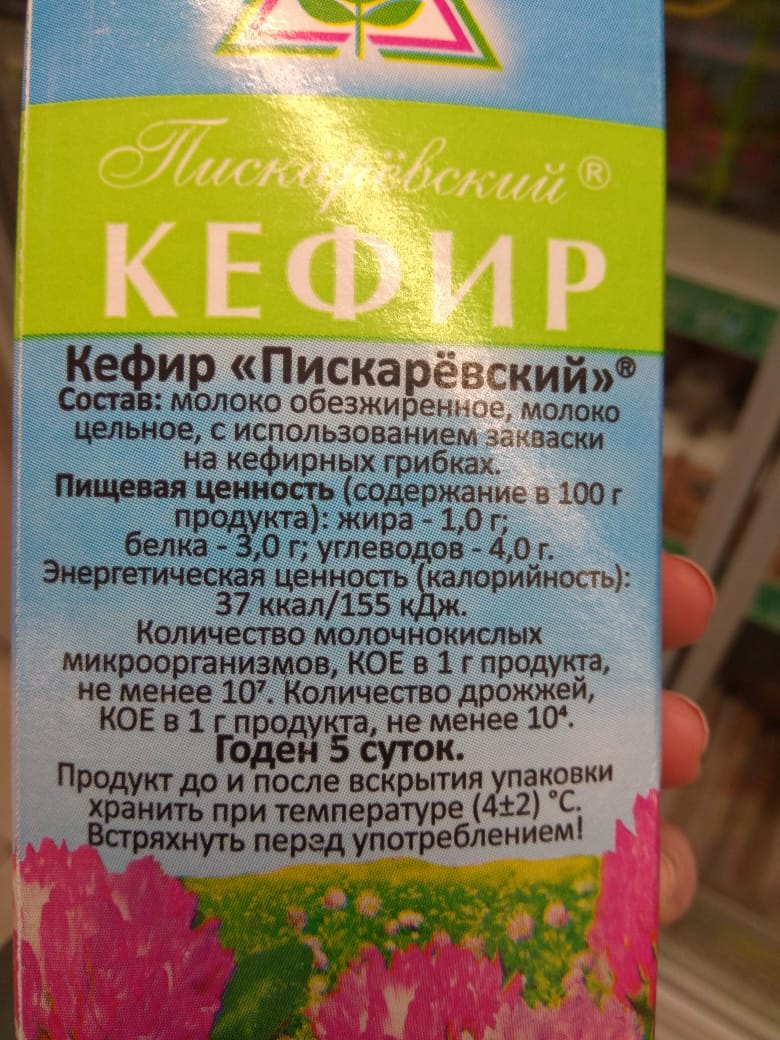 Пискарёвский®
КЕФИР
Кефир «Пискарёвский»®
Состав: молоко обезжиренное, молоко
цельное, с использованием закваски
на кефирных грибках.
Пищевая ценность (содержание в 100 г
продукта): жира - 1,0 г;
белка - 3,0 г; углеводов - 4,0 г.
Энергетическая ценность (калорийность):
37 ккал/155 кДж.
Количество молочнокислых
микроорганизмов, КОЕ в 1 г продукта,
не менее 10⁷. Количество дрожжей,
КОЕ в 1 г продукта, не менее 10⁴.
Годен 5 суток.
Продукт до и после вскрытия упаковки
хранить при температуре (4±2) °С.
Встряхнуть перед употреблением!